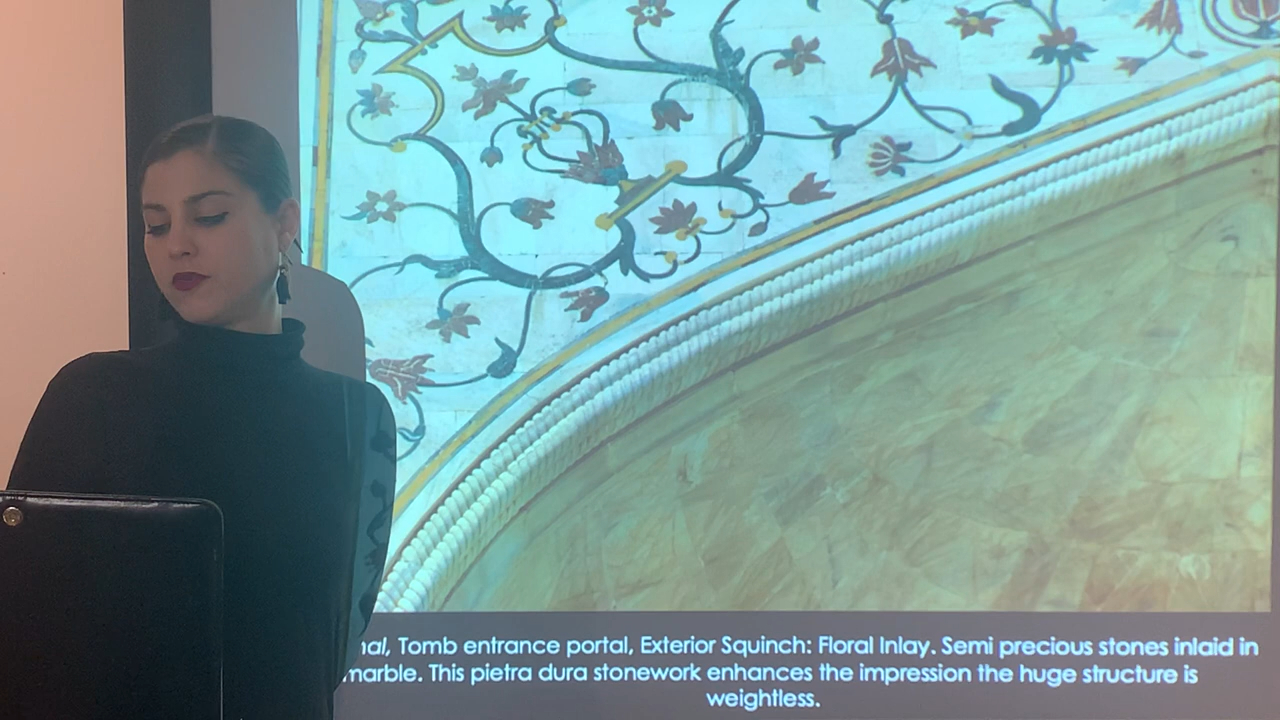 Tomb entrance portal, Exterior Squinch: Floral Inlay. Semi precious stones inlaid in
marble. This pietra dura stonework enhances the impression the huge structure is
weightless.